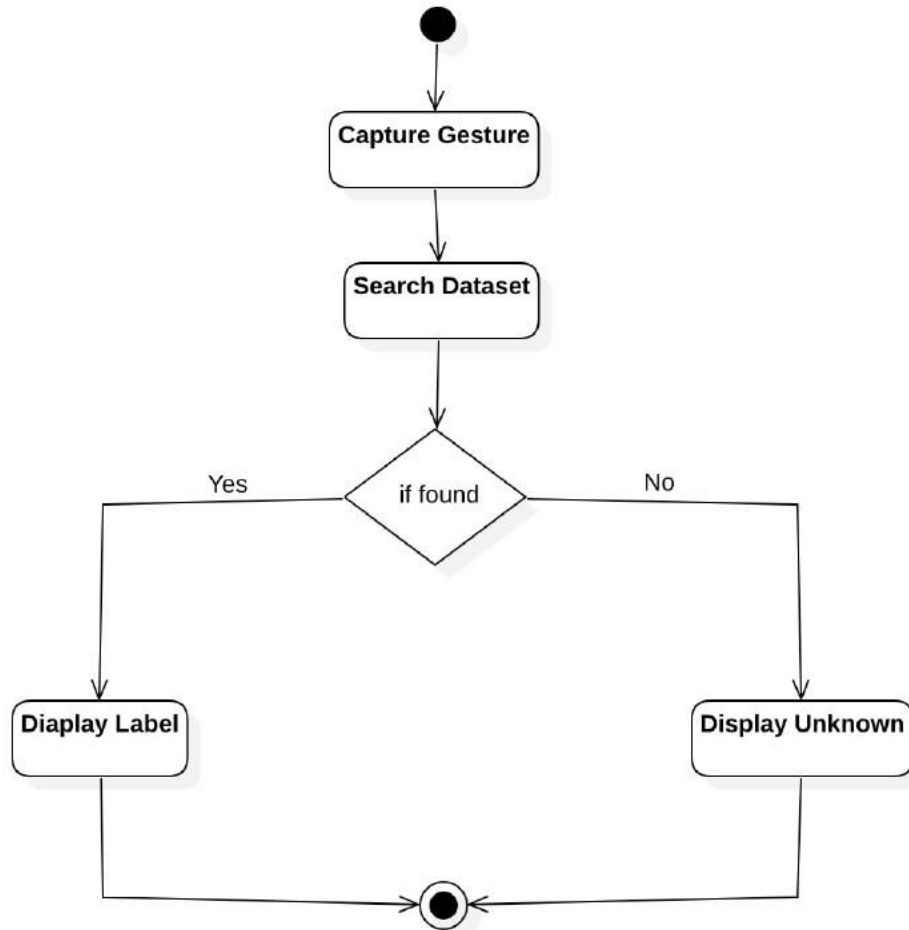 Capture Gesture
Search Dataset
if found
Yes
No
Diaplay Label
Display Unknown